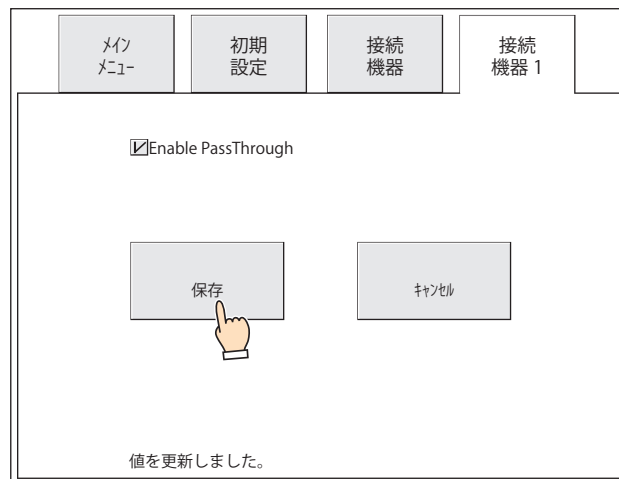 ﾒｲﾝ
ﾒﾆｭｰ
初期
設定
接続
機器
接続
機器 1
Enable PassThrough
保存
ｷｬﾝｾﾙ
値を更新しました。